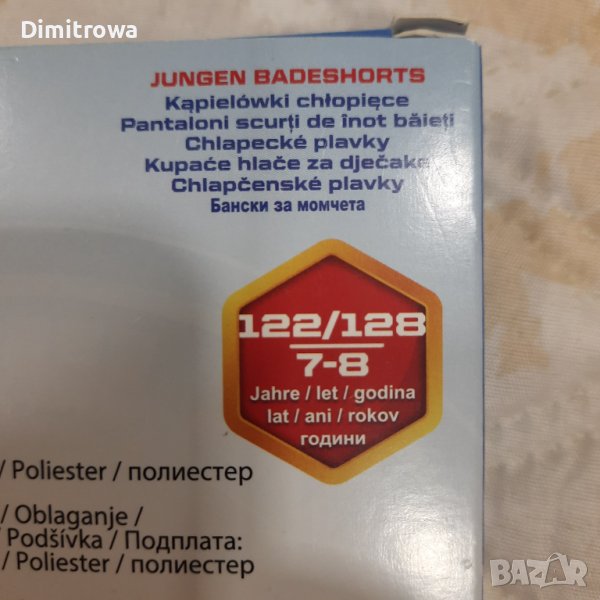 Dimitrowa
JUNGEN BADESHORTS
Kąpielówki chłopięce
Pantaloni scurți de înot băieți
Chlapecké plavky
Kupaće hlače za dječake
Chlapčenské plavky
Бански за момчета
122/128
7-8
Jahre / let / godina
lat / ani / rokov
години
/ Poliester / полиестер
/ Oblaganje /
/ Podšívka / Подплата:
/ Poliester / полиестер
BAZAR